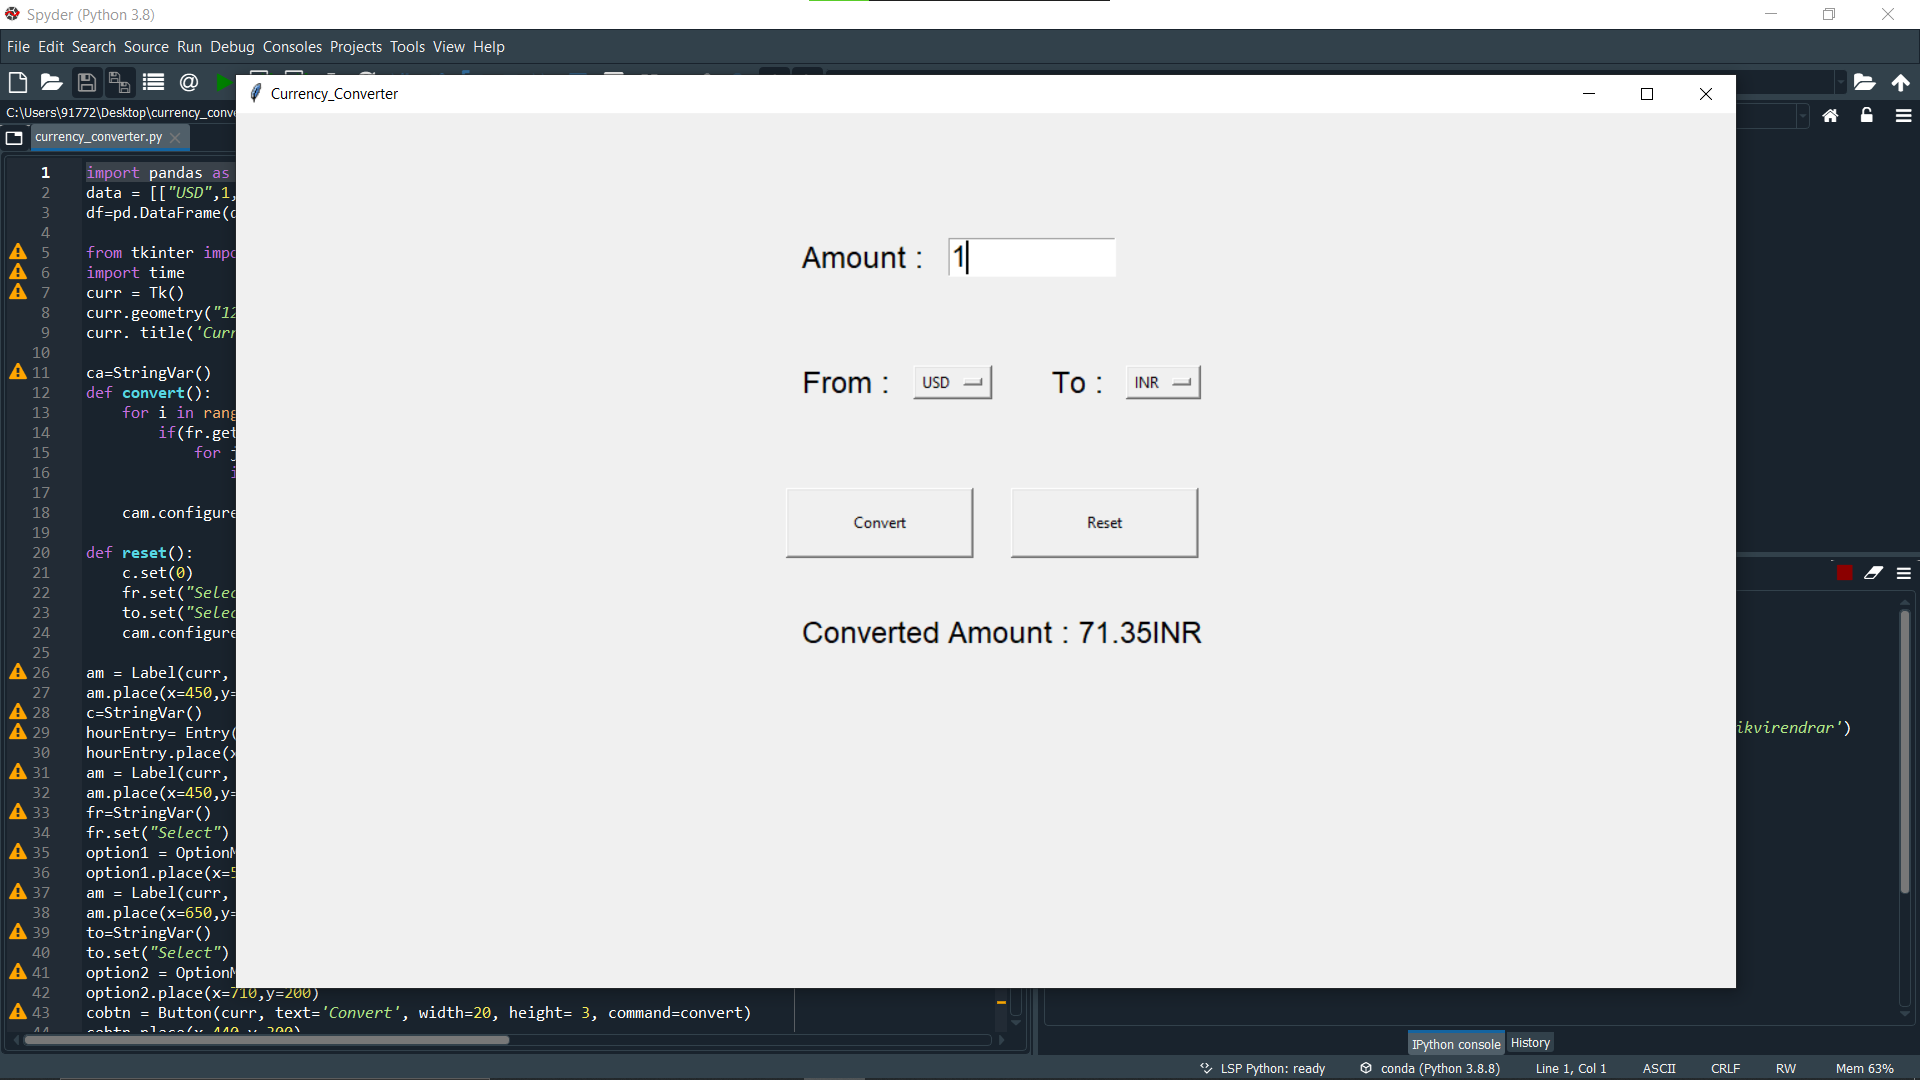 Spyder (Python 3.8)
File Edit Search Source Run Debug Consoles Projects Tools View Help
C:\Users\91772\Desktop\currency_conve
currency_converter.py
1 import pandas as
2 data = [["USD",1,
3 df=pd.DataFrame(
4
5 from tkinter impo
6 import time
7 curr = Tk()
8 curr.geometry("12
9 curr. title('Curr
10
11 ca=StringVar()
12 def convert():
13 for i in rang
14 if(fr.get
15 for j
16 i
17
18 cam.configure
19
20 def reset():
21 c.set(0)
22 fr.set("Selec
23 to.set("Selec
24 cam.configure
25
26 am = Label(curr,
27 am.place(x=450,y=
28 c=StringVar()
29 hourEntry= Entry(
30 hourEntry.place(x
31 am = Label(curr,
32 am.place(x=450,y=
33 fr=StringVar()
34 fr.set("Select")
35 option1 = OptionM
36 option1.place(x=5
37 am = Label(curr,
38 am.place(x=650,y=
39 to=StringVar()
40 to.set("Select")
41 option2 = OptionM
42 option2.place(x=710,y=200)
43 cobtn = Button(curr, text='Convert', width=20, height= 3, command=convert)
44 cobtn.place(x=440,y=300)
Currency_Converter
Amount : 1
From : USD To : INR
Convert Reset
Converted Amount : 71.35INR
ikvirendrar')
IPython console History
LSP Python: ready conda (Python 3.8.8) Line 1, Col 1 ASCII CRLF RW Mem 63%